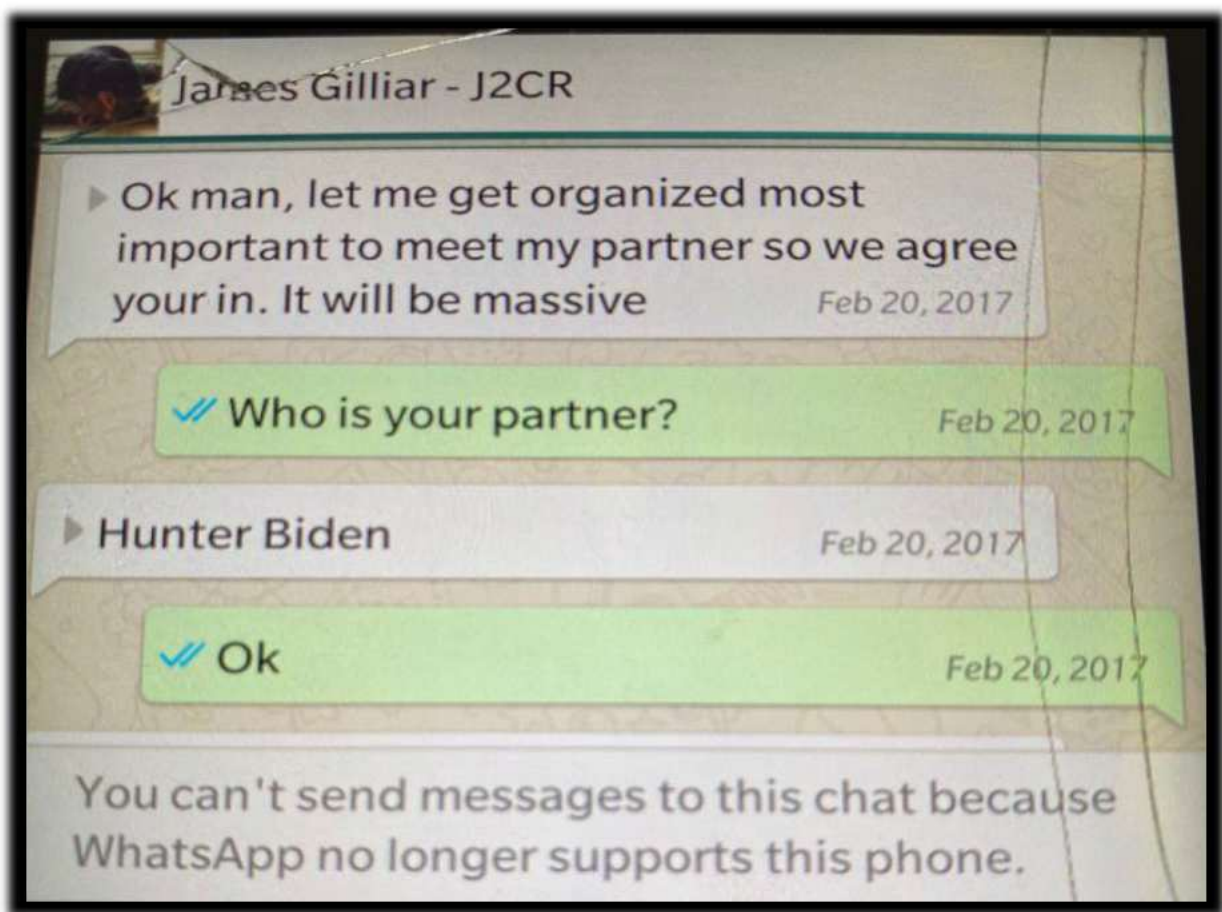 James Gilliar - J2CR
Ok man, let me get organized most
important to meet my partner so we agree
your in. It will be massive Feb 20, 2017
Who is your partner? Feb 20, 2017
Hunter Biden Feb 20, 2017
Ok Feb 20, 2017
You can't send messages to this chat because
WhatsApp no longer supports this phone.